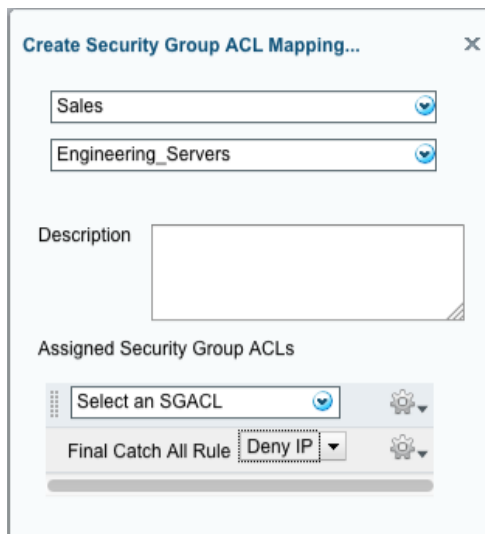 Create Security Group ACL Mapping...
Sales
Engineering_Servers
Description
Assigned Security Group ACLs
Select an SGACL
Final Catch All Rule Deny IP